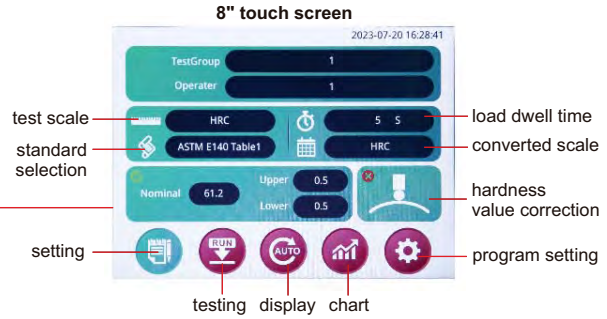 8" touch screen
2023-07-20 16:28:41
TestGroup 1
Operater 1
test scale HRC 5 S load dwell time
standard selection ASTM E140 Table1 HRC converted scale
Nominal 61.2 Upper 0.5
Lower 0.5
hardness value correction
setting RUN AUTO program setting
testing display chart